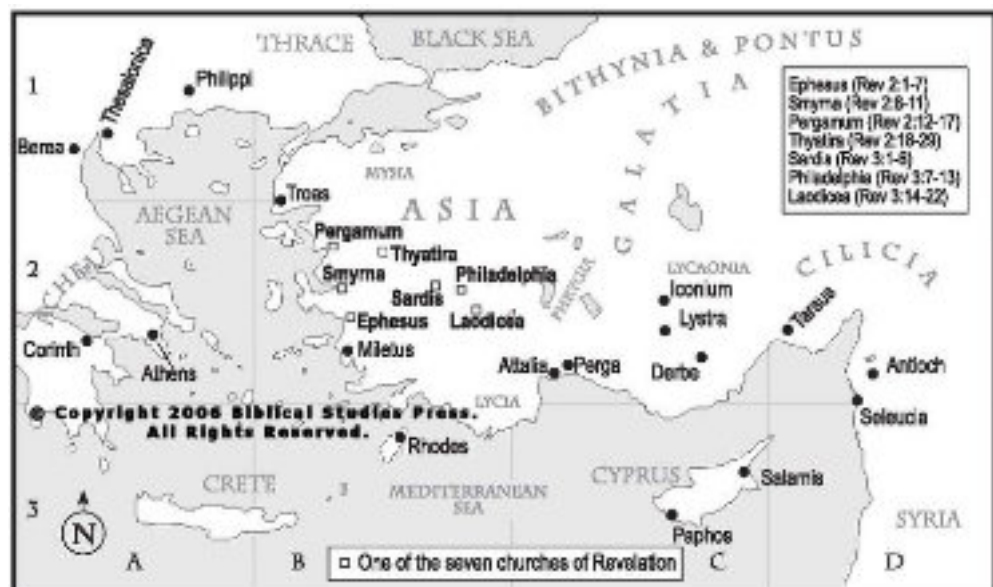 THRACE
BLACK SEA
BITHYNIA & PONTUS
1
Thessalonica
Philippi
GALATIA
Ephesus (Rev 2:1-7)
Smyrna (Rev 2:8-11)
Pergamum (Rev 2:12-17)
Thyatira (Rev 2:18-29)
Sardis (Rev 3:1-6)
Philadelphia (Rev 3:7-13)
Laodicea (Rev 3:14-22)
Berea
MYSIA
Troas
ASIA
AEGEAN
SEA
Pergamum
Thyatira
2
Smyrna
Philadelphia
Sardis
PHRYGIA
LYCAONIA
CILICIA
Iconium
Ephesus
Laodicea
Lystra
Tarsus
Corinth
Athens
Miletus
Attalia
Perga
Derbe
Antioch
LYCIA
© Copyright 2006 Biblical Studies Press.
All Rights Reserved.
Seleucia
Rhodes
CRETE
MEDITERRANEAN
SEA
CYPRUS
Salamis
3
N
Paphos
SYRIA
A
B
C
D
One of the seven churches of Revelation